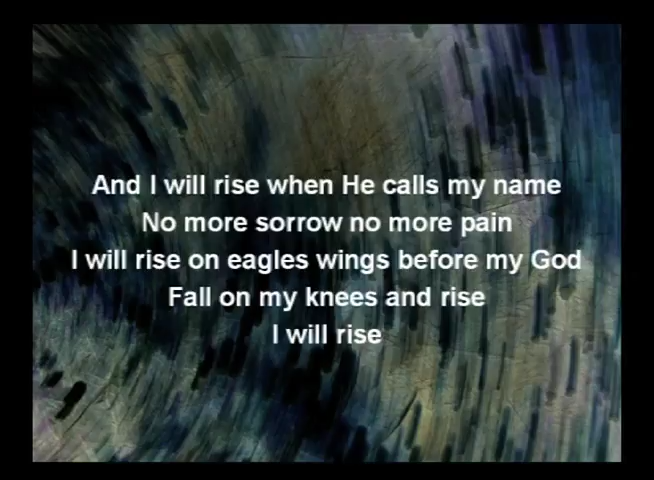 And I will rise when He calls my name
No more sorrow no more pain
I will rise on eagles wings before my God
Fall on my knees and rise
I will rise